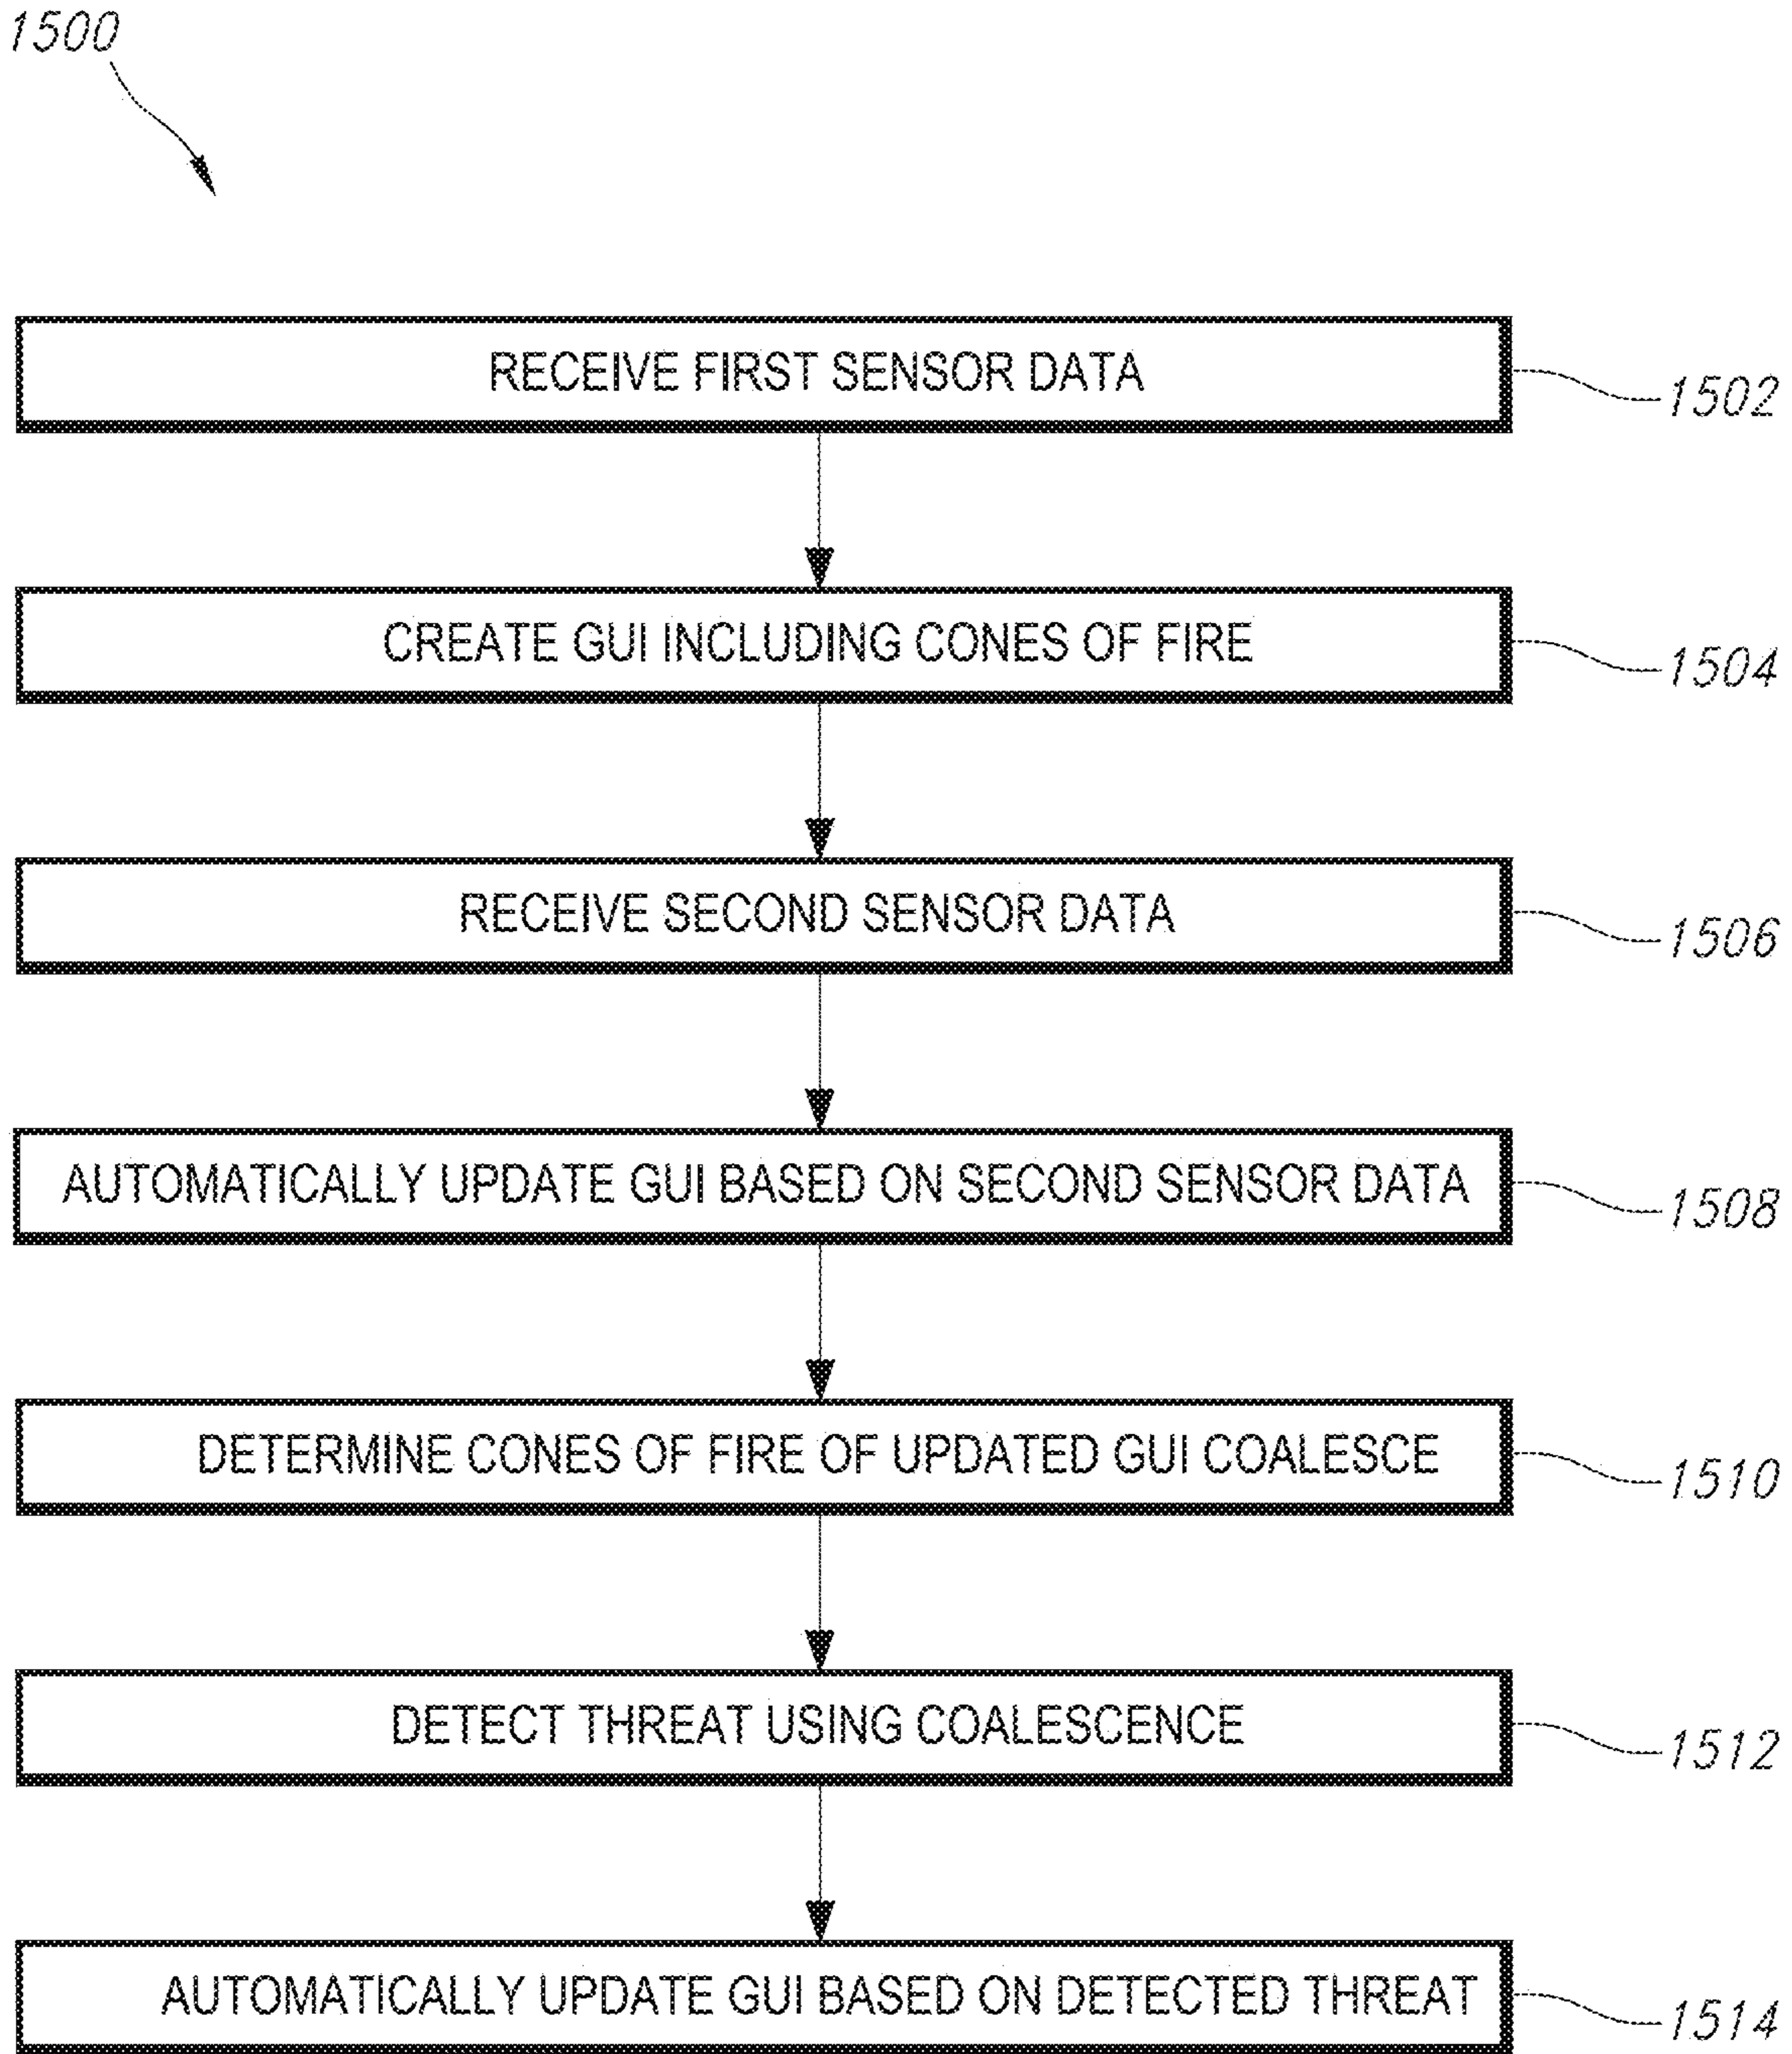 1500
RECEIVE FIRST SENSOR DATA
1502
CREATE GUI INCLUDING CONES OF FIRE
1504
RECEIVE SECOND SENSOR DATA
1506
AUTOMATICALLY UPDATE GUI BASED ON SECOND SENSOR DATA
1508
DETERMINE CONES OF FIRE OF UPDATED GUI COALESCE
1510
DETECT THREAT USING COALESCENCE
1512
AUTOMATICALLY UPDATE GUI BASED ON DETECTED THREAT
1514